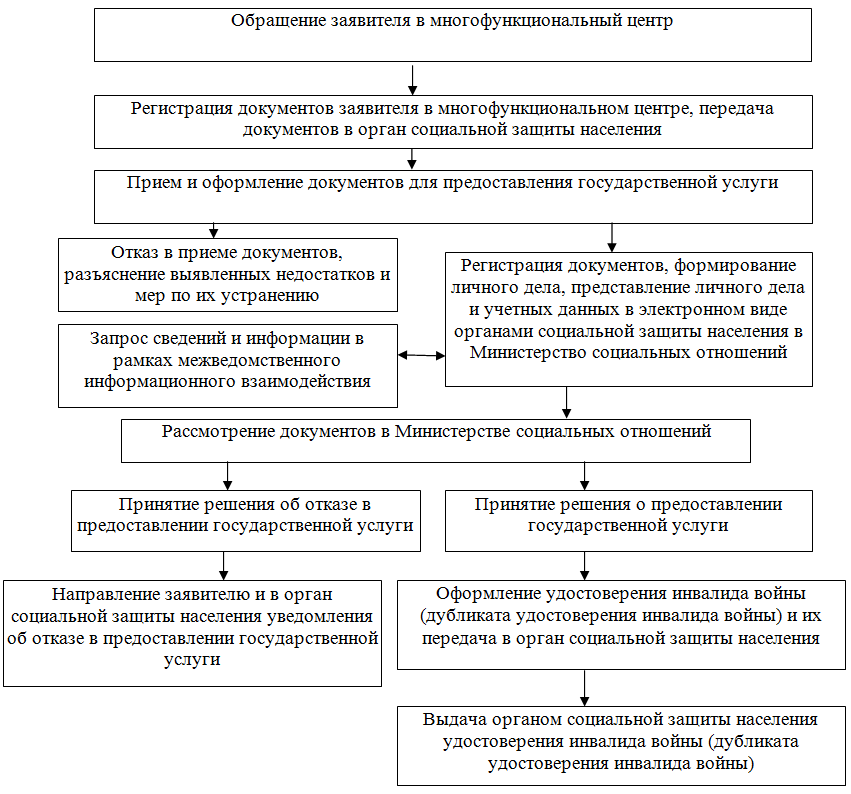 Обращение заявителя в многофункциональный центр
Регистрация документов заявителя в многофункциональном центре, передача
документов в орган социальной защиты населения
Прием и оформление документов для предоставления государственной услуги
Отказ в приеме документов,
разъяснение выявленных недостатков и
мер по их устранению
Регистрация документов, формирование
личного дела, представление личного дела
и учетных данных в электронном виде
органами социальной защиты населения в
Министерство социальных отношений
Запрос сведений и информации в
рамках межведомственного
информационного взаимодействия
Рассмотрение документов в Министерстве социальных отношений
Принятие решения об отказе в
предоставлении государственной услуги
Принятие решения о предоставлении
государственной услуги
Направление заявителю и в орган
социальной защиты населения уведомления
об отказе в предоставлении государственной
услуги
Оформление удостоверения инвалида войны
(дубликата удостоверения инвалида войны) и их
передача в орган социальной защиты населения
Выдача органом социальной защиты населения
удостоверения инвалида войны (дубликата
удостоверения инвалида войны)